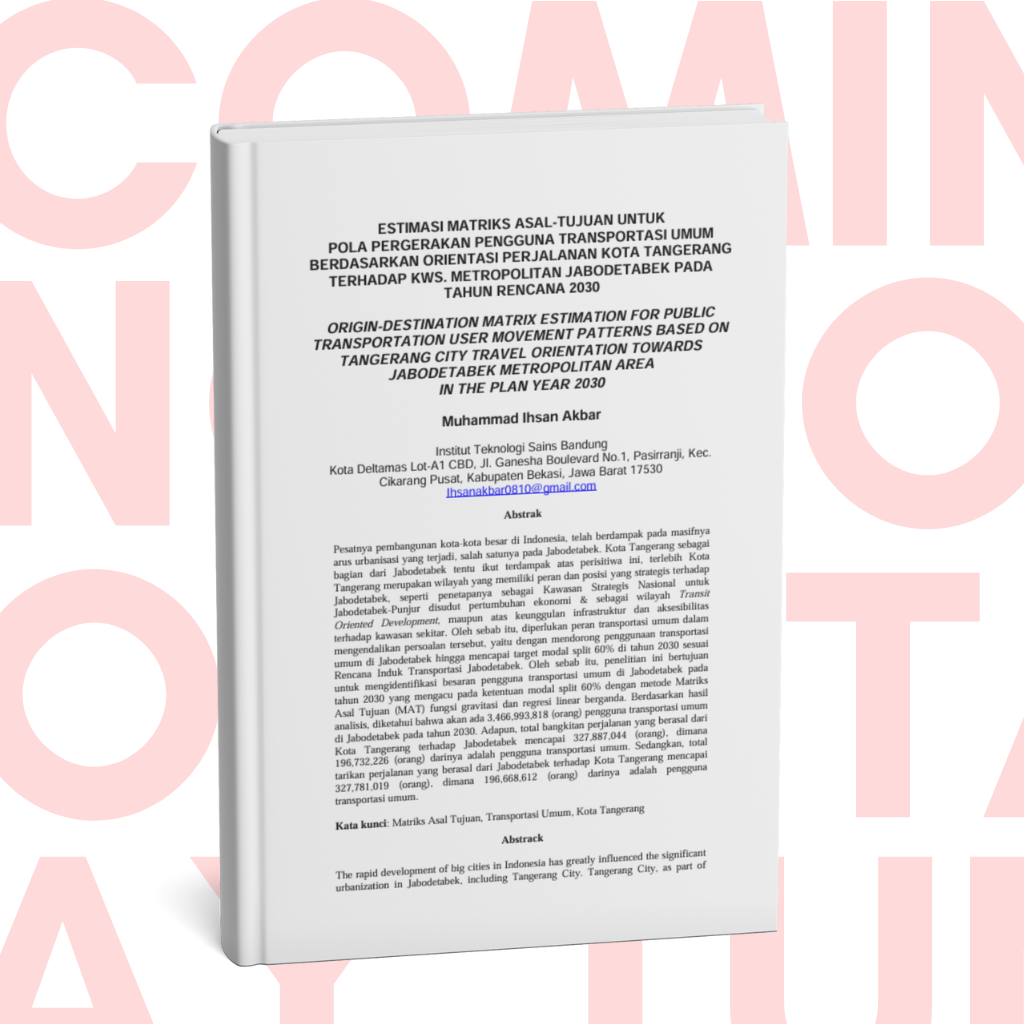 COMIN
N O
O TA
AY TUR
ESTIMASI MATRIKS ASAL-TUJUAN UNTUK
POLA PERGERAKAN PENGGUNA TRANSPORTASI UMUM
BERDASARKAN ORIENTASI PERJALANAN KOTA TANGERANG
TERHADAP KWS. METROPOLITAN JABODETABEK PADA
TAHUN RENCANA 2030
ORIGIN-DESTINATION MATRIX ESTIMATION FOR PUBLIC
TRANSPORTATION USER MOVEMENT PATTERNS BASED ON
TANGERANG CITY TRAVEL ORIENTATION TOWARDS
JABODETABEK METROPOLITAN AREA
IN THE PLAN YEAR 2030
Muhammad Ihsan Akbar
Institut Teknologi Sains Bandung
Kota Deltamas Lot-A1 CBD, Jl. Ganesha Boulevard No.1, Pasirranji, Kec.
Cikarang Pusat, Kabupaten Bekasi, Jawa Barat 17530
Ihsanakbar0810@gmail.com
Abstrak
Pesatnya pembangunan kota-kota besar di Indonesia, telah berdampak pada masifnya
arus urbanisasi yang terjadi, salah satunya pada Jabodetabek. Kota Tangerang sebagai
bagian dari Jabodetabek tentu ikut terdampak atas perisitiwa ini, terlebih Kota
Tangerang merupakan wilayah yang memiliki peran dan posisi yang strategis terhadap
Jabodetabek, seperti penetapanya sebagai Kawasan Strategis Nasional untuk
Jabodetabek-Punjur disudut pertumbuhan ekonomi & sebagai wilayah Transit
Oriented Development, maupun atas keunggulan infrastruktur dan aksesibilitas
terhadap kawasan sekitar. Oleh sebab itu, diperlukan peran transportasi umum dalam
mengendalikan persoalan tersebut, yaitu dengan mendorong penggunaan transportasi
umum di Jabodetabek hingga mencapai target modal split 60% di tahun 2030 sesuai
Rencana Induk Transportasi Jabodetabek. Oleh sebab itu, penelitian ini bertujuan
untuk mengidentifikasi besaran pengguna transportasi umum di Jabodetabek pada
tahun 2030 yang mengacu pada ketentuan modal split 60% dengan metode Matriks
Asal Tujuan (MAT) fungsi gravitasi dan regresi linear berganda. Berdasarkan hasil
analisis, diketahui bahwa akan ada 3,466,993,818 (orang) pengguna transportasi umum
di Jabodetabek pada tahun 2030. Adapun, total bangkitan perjalanan yang berasal dari
Kota Tangerang terhadap Jabodetabek mencapai 327,887,044 (orang), dimana
196,732,226 (orang) darinya adalah pengguna transportasi umum. Sedangkan, total
tarikan perjalanan yang berasal dari Jabodetabek terhadap Kota Tangerang mencapai
327,781,019 (orang), dimana 196,668,612 (orang) darinya adalah pengguna
transportasi umum.
Kata kunci: Matriks Asal Tujuan, Transportasi Umum, Kota Tangerang
Abstrack
The rapid development of big cities in Indonesia has greatly influenced the significant
urbanization in Jabodetabek, including Tangerang City. Tangerang City, as part of